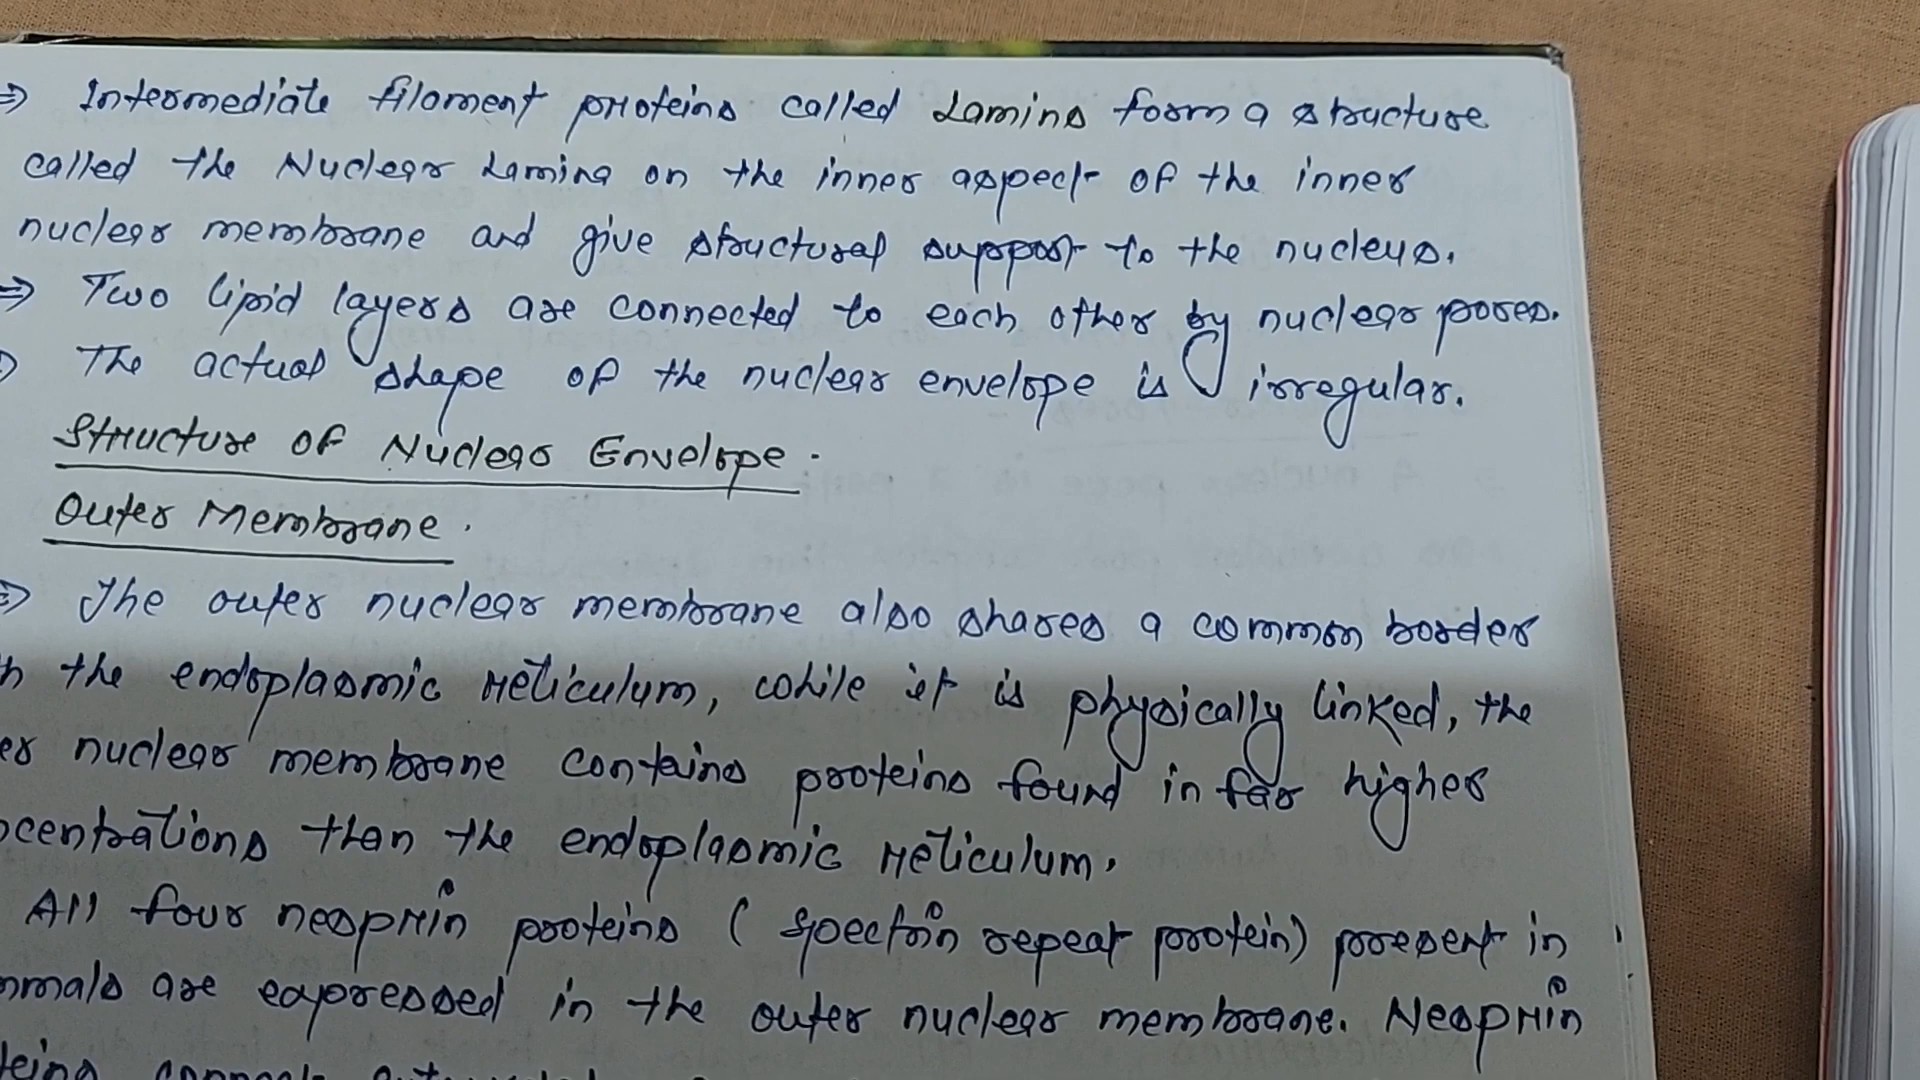 ⇒ Intermediate filament proteins called Lamins form a structure
called the Nuclear Lamina on the inner aspect of the inner
nuclear membrane and give structural support to the nucleus.
⇒ Two lipid layers are connected to each other by nuclear pores.
The actual shape of the nuclear envelope is irregular.
Structure of Nuclear Envelope.
Outer Membrane.
⇒ The outer nuclear membrane also shares a common border
the endoplasmic reticulum, while it is physically linked, the
nuclear membrane contains proteins found in far higher
than the endoplasmic reticulum.
All four nesprin proteins (Spectrin repeat protein) present in
are expressed in the outer nuclear membrane. Nesprin